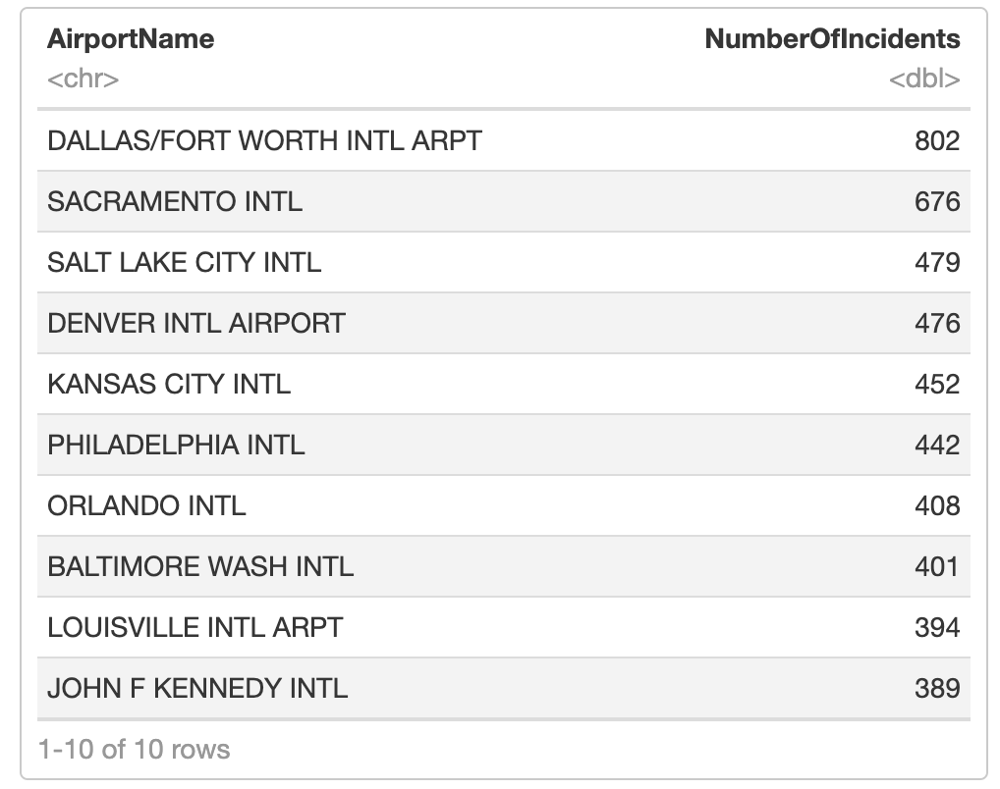 AirportName NumberOfIncidents
<chr> <dbl>
DALLAS/FORT WORTH INTL ARPT 802
SACRAMENTO INTL 676
SALT LAKE CITY INTL 479
DENVER INTL AIRPORT 476
KANSAS CITY INTL 452
PHILADELPHIA INTL 442
ORLANDO INTL 408
BALTIMORE WASH INTL 401
LOUISVILLE INTL ARPT 394
JOHN F KENNEDY INTL 389
1-10 of 10 rows